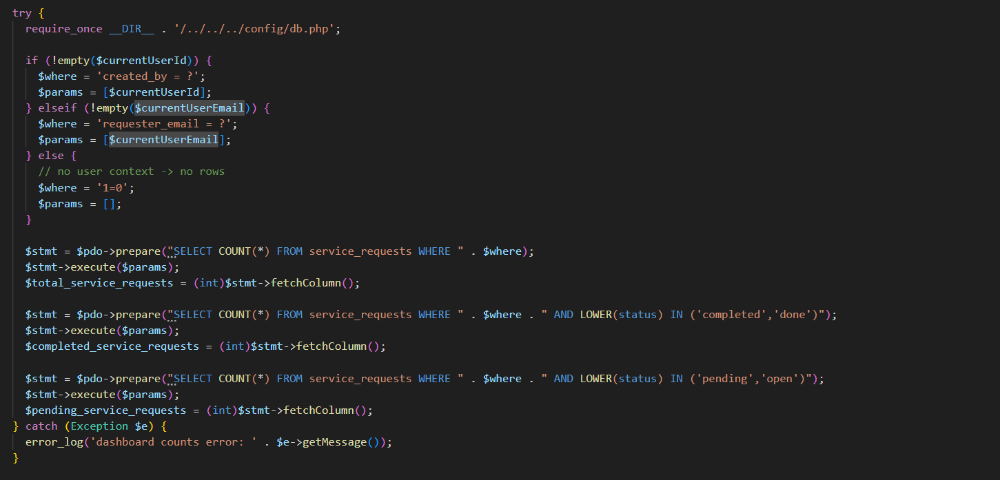 try {
  require_once __DIR__ . '/../../../config/db.php';

  if (!empty($currentUserId)) {
    $where = 'created_by = ?';
    $params = [$currentUserId];
  } elseif (!empty($currentUserEmail)) {
    $where = 'requester_email = ?';
    $params = [$currentUserEmail];
  } else {
    // no user context -> no rows
    $where = '1=0';
    $params = [];
  }

  $stmt = $pdo->prepare("SELECT COUNT(*) FROM service_requests WHERE " . $where);
  $stmt->execute($params);
  $total_service_requests = (int)$stmt->fetchColumn();

  $stmt = $pdo->prepare("SELECT COUNT(*) FROM service_requests WHERE " . $where . " AND LOWER(status) IN ('completed','done')");
  $stmt->execute($params);
  $completed_service_requests = (int)$stmt->fetchColumn();

  $stmt = $pdo->prepare("SELECT COUNT(*) FROM service_requests WHERE " . $where . " AND LOWER(status) IN ('pending','open')");
  $stmt->execute($params);
  $pending_service_requests = (int)$stmt->fetchColumn();
} catch (Exception $e) {
  error_log('dashboard counts error: ' . $e->getMessage());
}